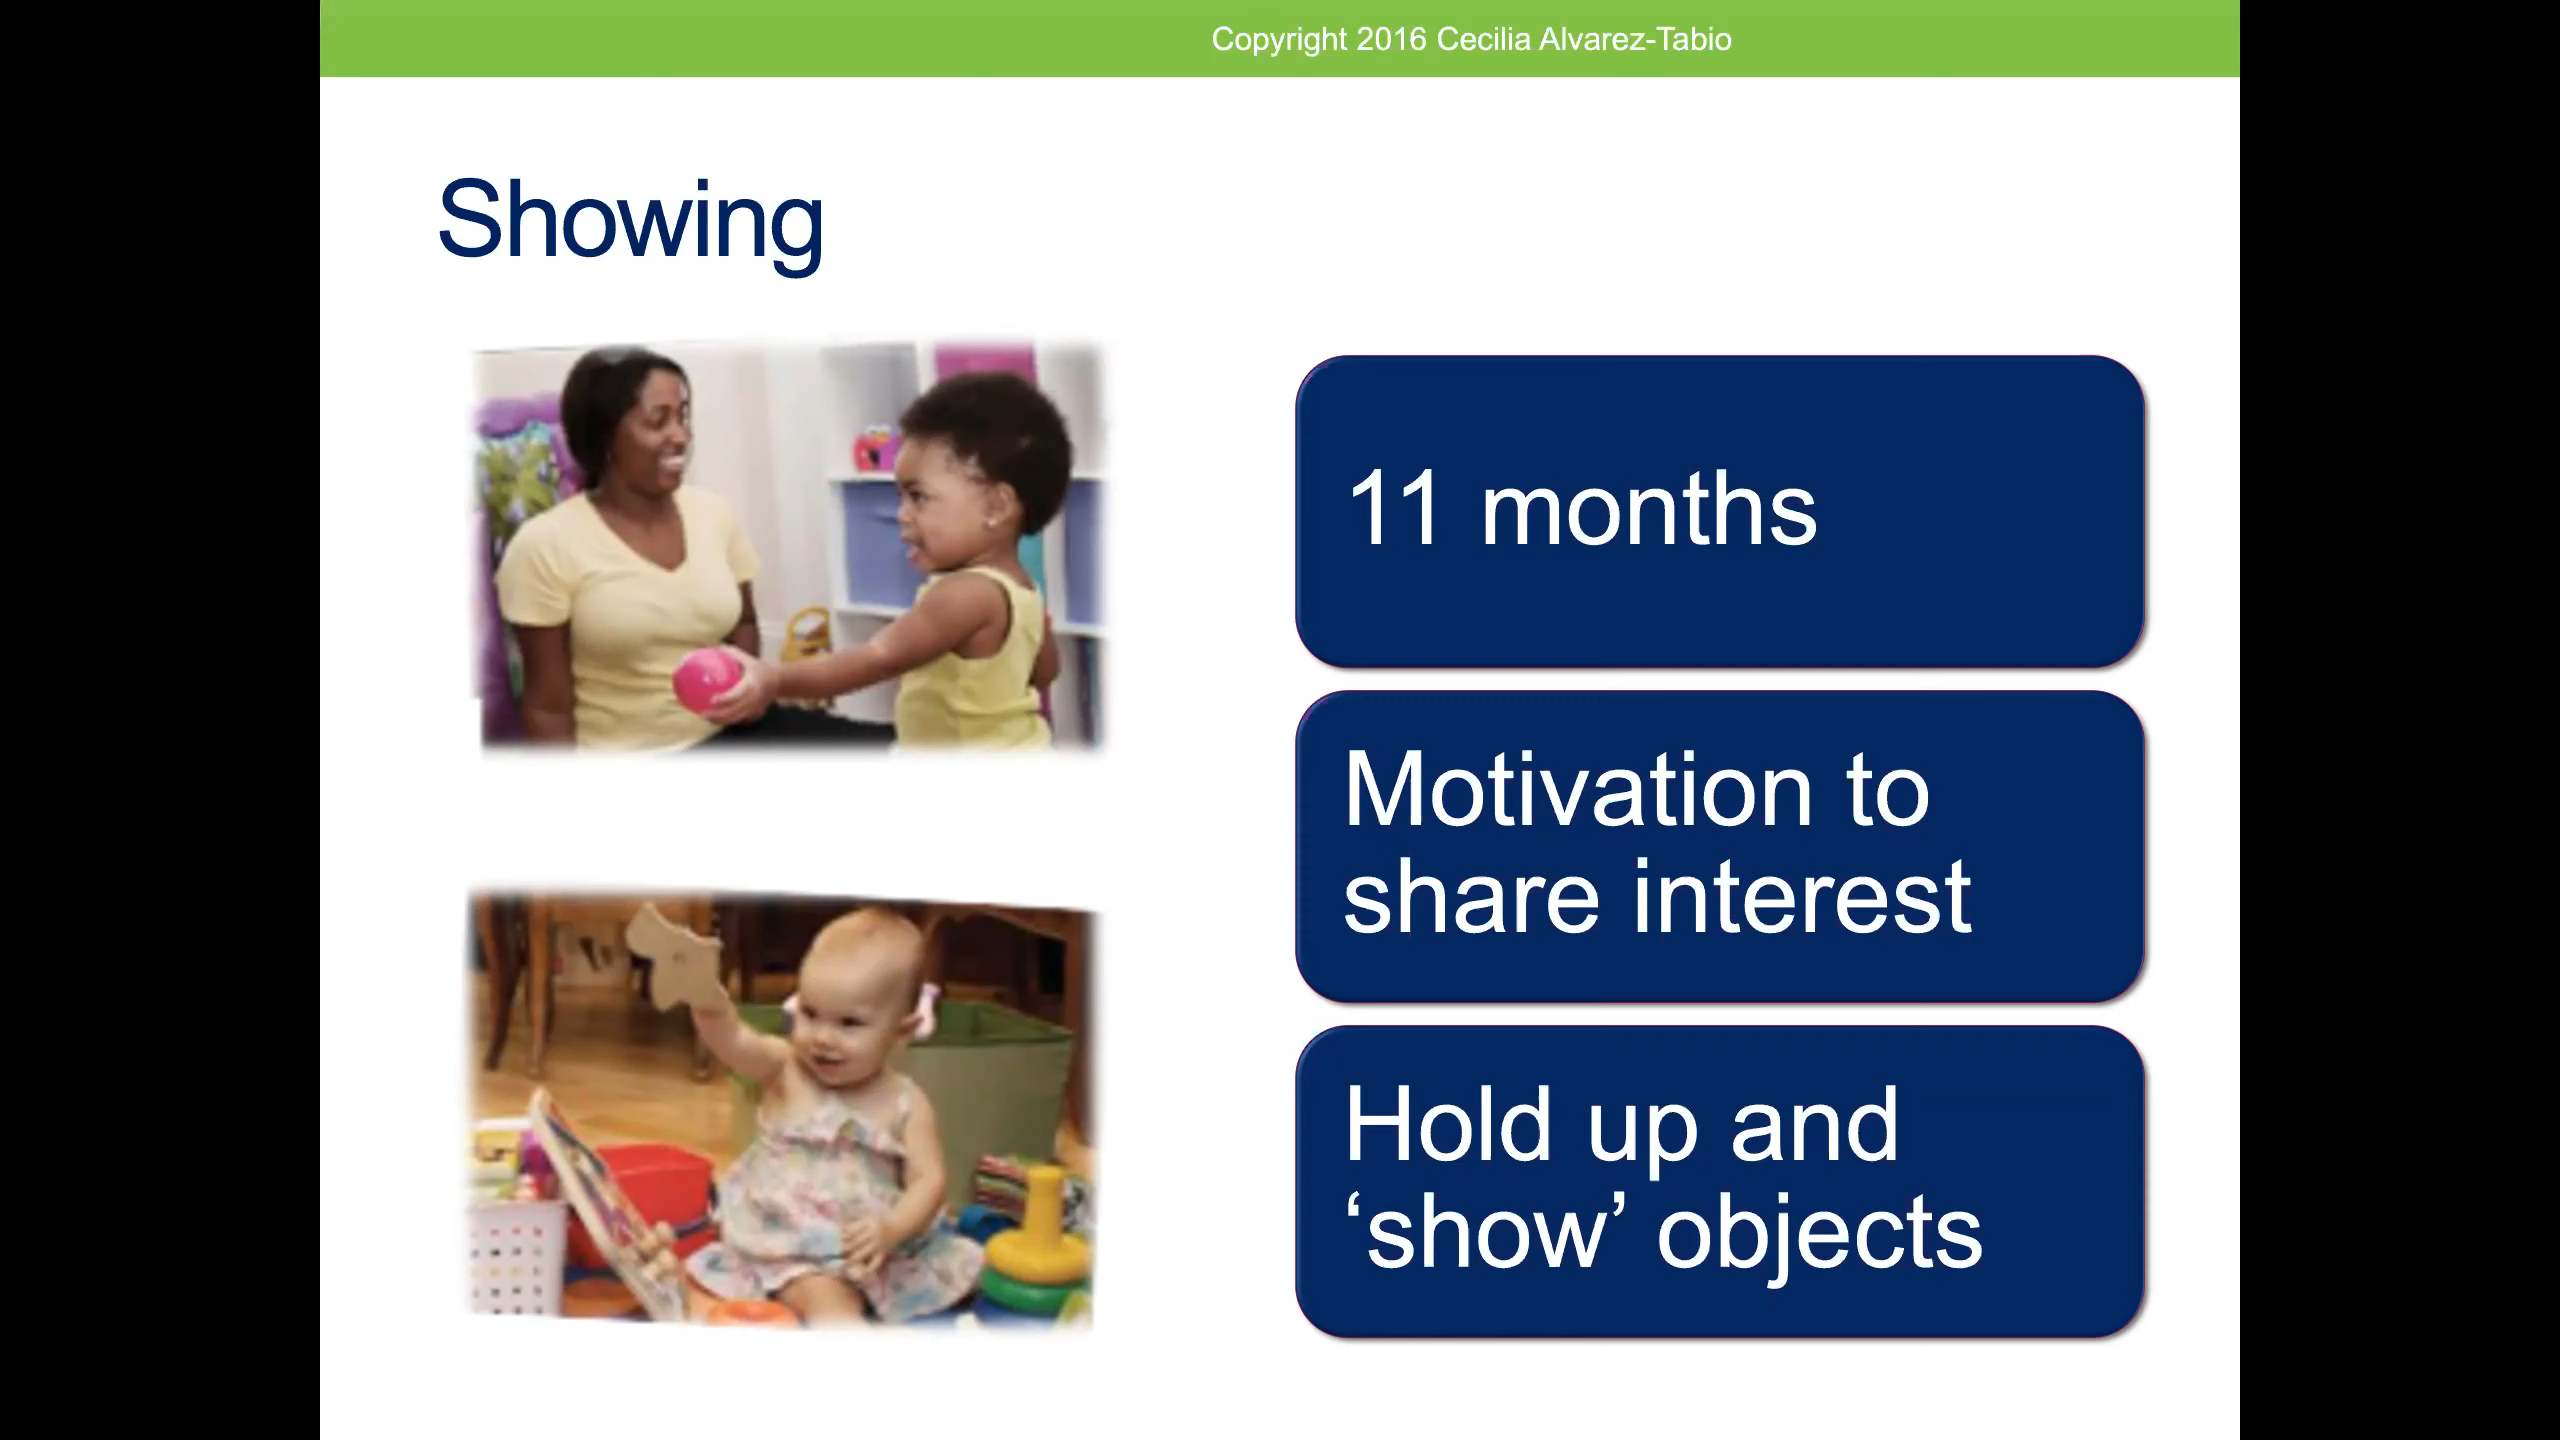 Copyright 2016 Cecilia Alvarez-Tabio
Showing
11 months
Motivation to
share interest
Hold up and
‘show’ objects